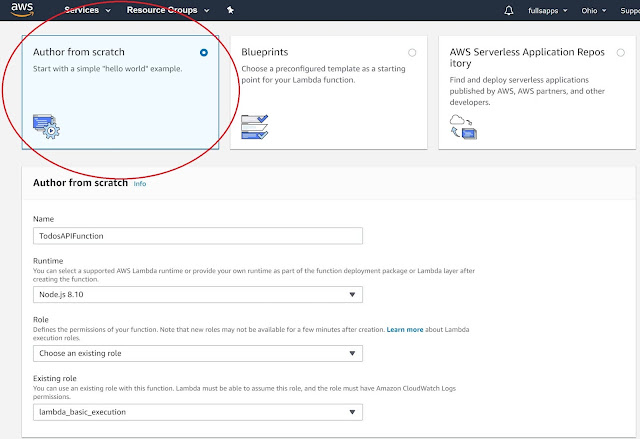 aws
Services
Resource Groups
fullsapps
Ohio
Suppo
Author from scratch
Start with a simple "hello world" example.
Blueprints
Choose a preconfigured template as a starting
point for your Lambda function.
AWS Serverless Application Repos
itory
Find and deploy serverless applications
published by AWS, AWS partners, and other
developers.
Author from scratch Info
Name
TodosAPIFunction
Runtime
You can select a supported AWS Lambda runtime or provide your own runtime as part of the function deployment package or Lambda layer after
creating the function.
Node.js 8.10
Role
Defines the permissions of your function. Note that new roles may not be available for a few minutes after creation. Learn more about Lambda
execution roles.
Choose an existing role
Existing role
You can use an existing role with this function. Lambda must be able to assume this role, and the role must have Amazon CloudWatch Logs
permissions.
lambda_basic_execution